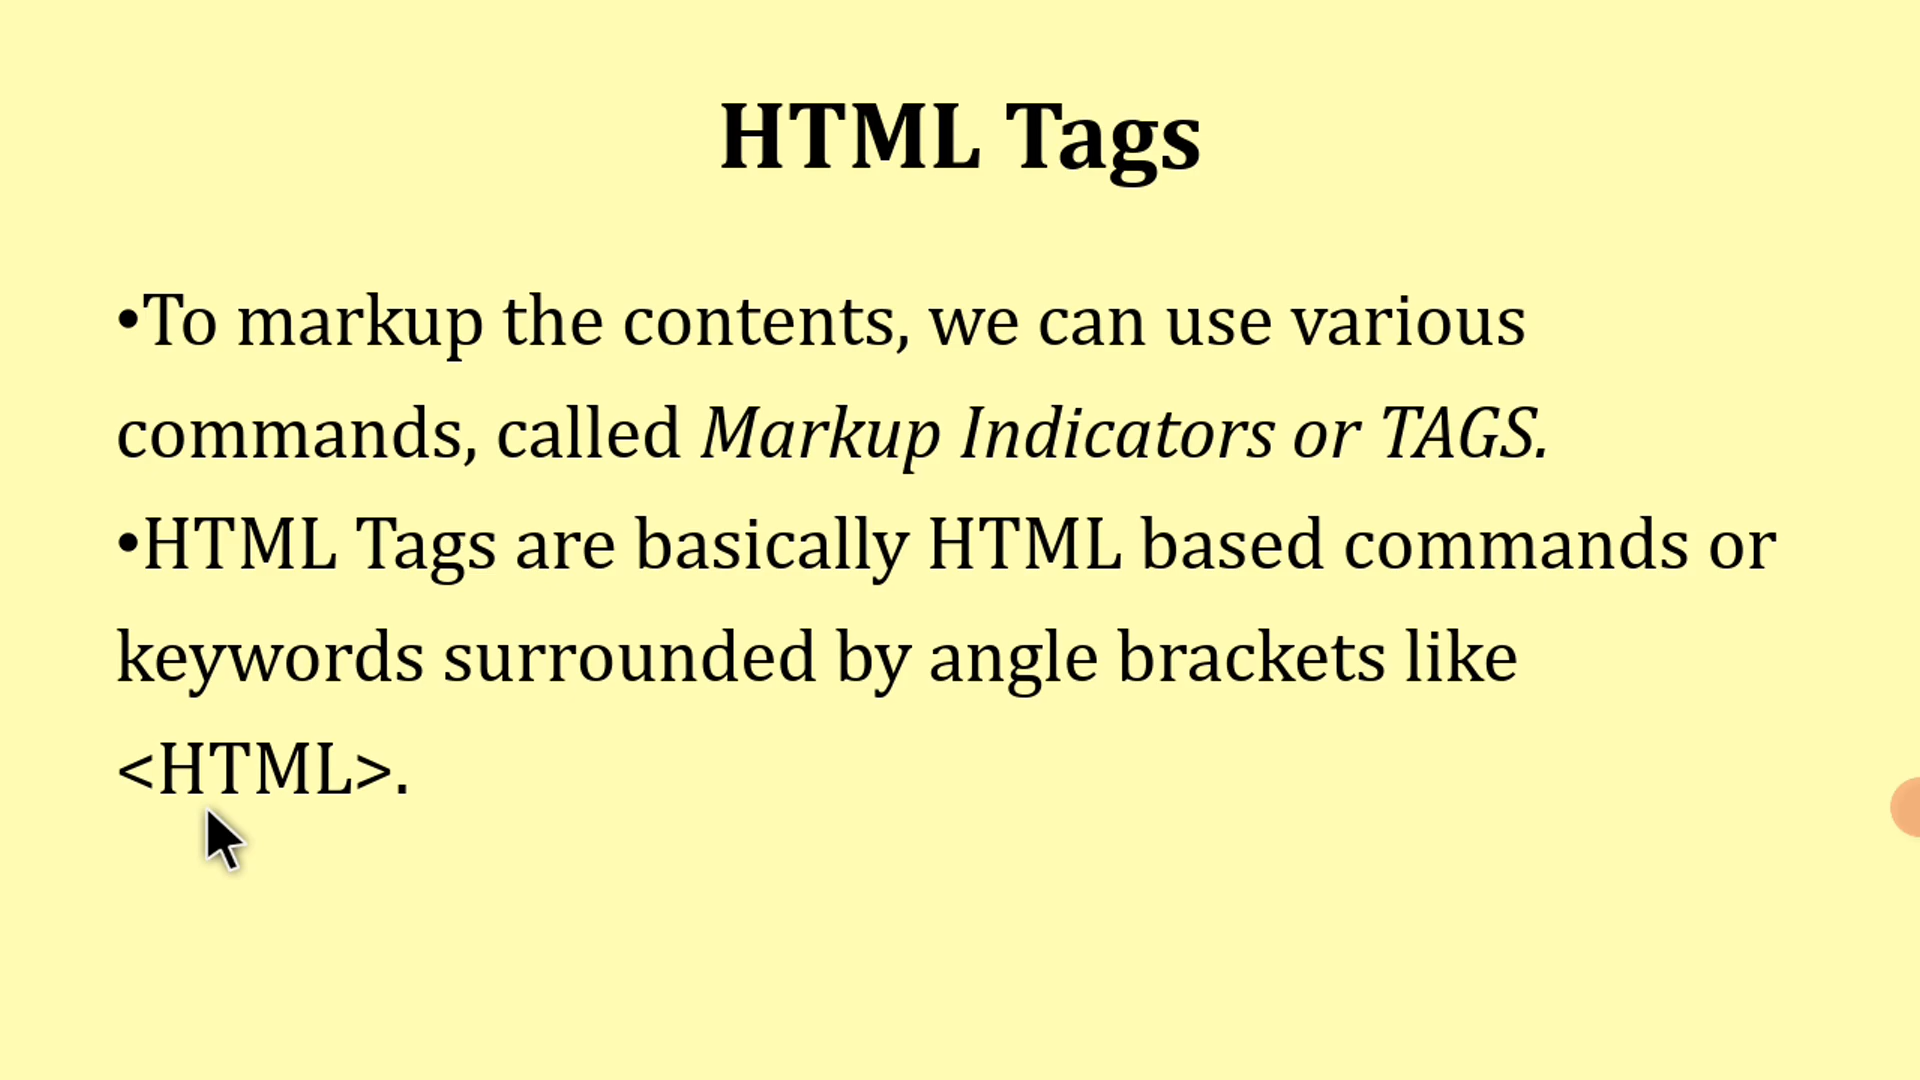 HTML Tags
•To markup the contents, we can use various
commands, called Markup Indicators or TAGS.
•HTML Tags are basically HTML based commands or
keywords surrounded by angle brackets like
<HTML>.